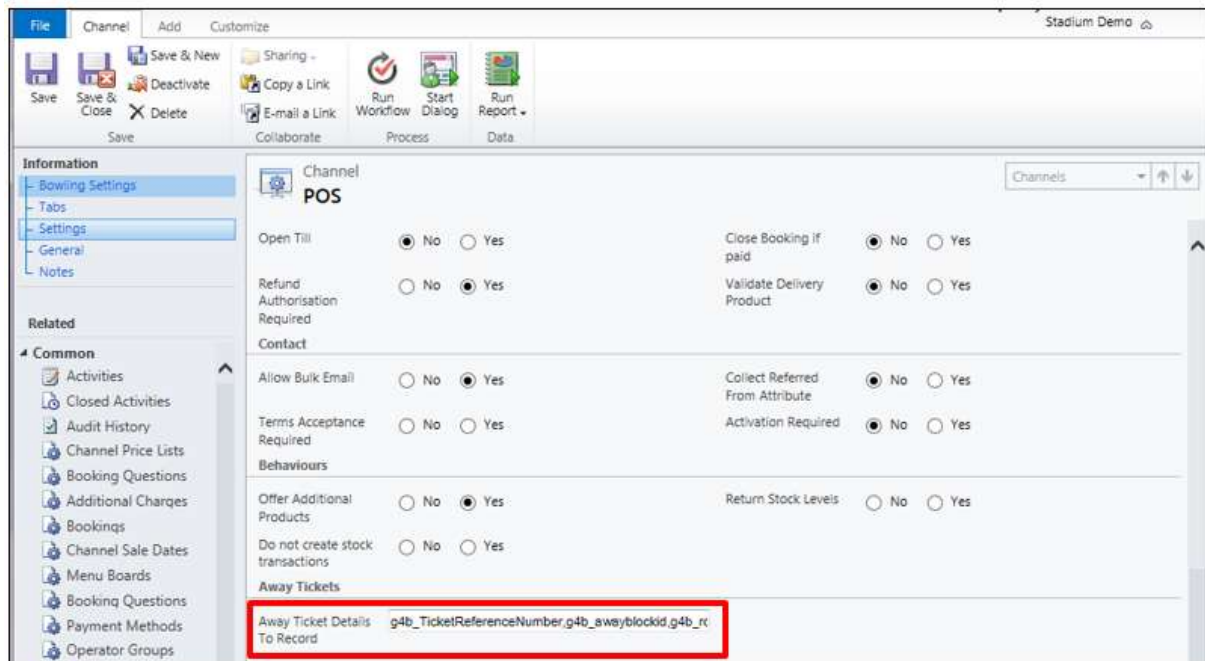 Stadium Demo
File Channel Add Customize
Save
Save & Close
Save & New
Deactivate
Delete
Save
Sharing
Copy a Link
E-mail a Link
Collaborate
Run Workflow
Start Dialog
Process
Run Report
Data
Information
Bowling Settings
Tabs
Settings
General
Notes
Related
Common
Activities
Closed Activities
Audit History
Channel Price Lists
Booking Questions
Additional Charges
Bookings
Channel Sale Dates
Menu Boards
Booking Questions
Payment Methods
Operator Groups
Channel
POS
Channels
Open Till No Yes
Close Booking if paid No Yes
Refund Authorisation Required No Yes
Validate Delivery Product No Yes
Contact
Allow Bulk Email No Yes
Collect Referred From Attribute No Yes
Terms Acceptance Required No Yes
Activation Required No Yes
Behaviours
Offer Additional Products No Yes
Return Stock Levels No Yes
Do not create stock transactions No Yes
Away Tickets
Away Ticket Details To Record g4b_TicketReferenceNumber,g4b_awayblockid,g4b_